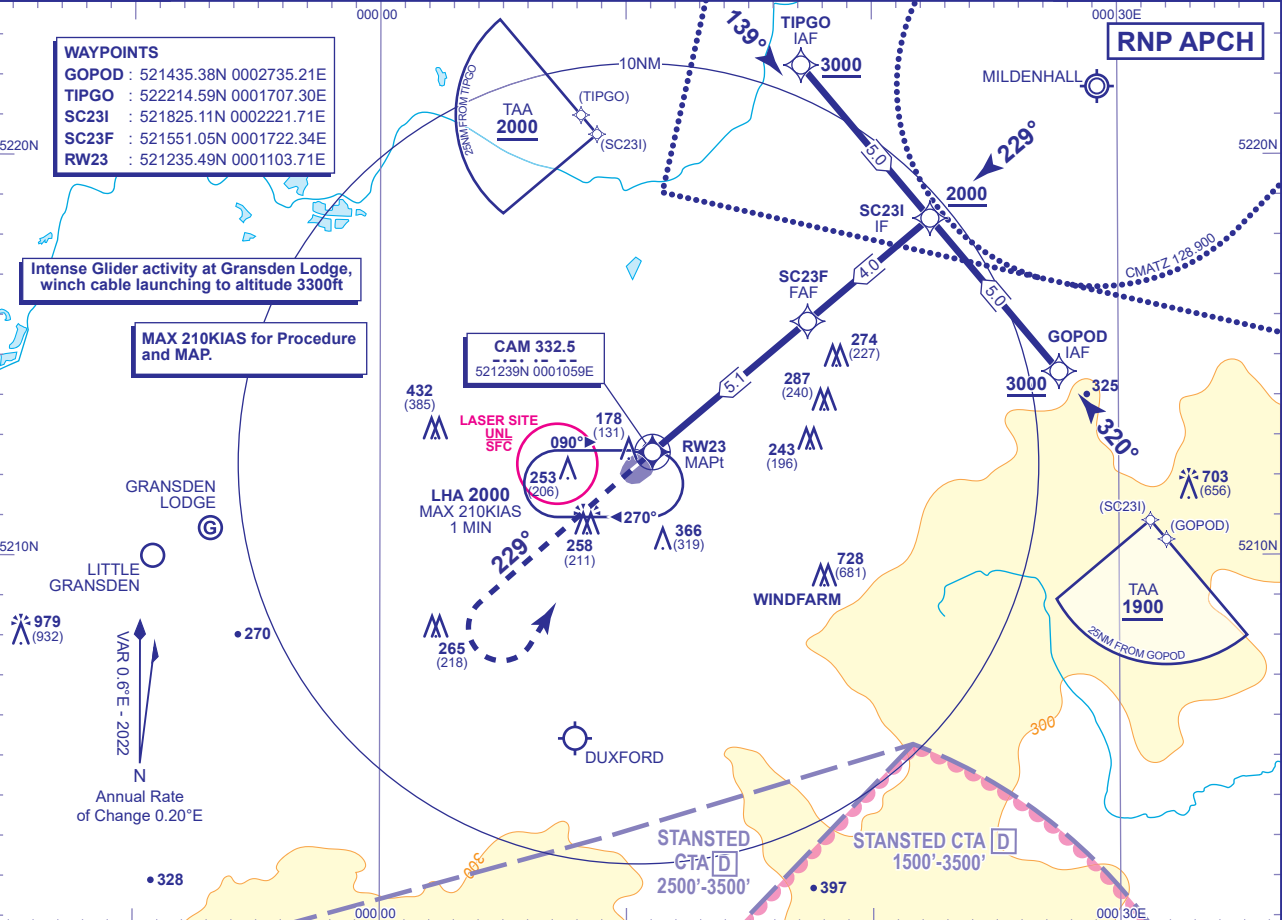 000 00
000 30E
RNP APCH
WAYPOINTS
GOPOD : 521435.38N 0002735.21E
TIPGO : 522214.59N 0001707.30E
SC23I : 521825.11N 0002221.71E
SC23F : 521551.05N 0001722.34E
RW23 : 521235.49N 0001103.71E
5220N
5220N
25NM FROM TIPGO
TAA
2000
(TIPGO)
(SC23I)
10NM
139°
TIPGO
IAF
3000
MILDENHALL
5.0
229°
2000
SC23I
IF
CMATZ 128.900
Intense Glider activity at Gransden Lodge,
winch cable launching to altitude 3300ft
MAX 210KIAS for Procedure
and MAP.
SC23F
FAF
4.0
5.0
GOPOD
IAF
3000
325
320°
CAM 332.5
521239N 0001059E
5.1
274
(227)
287
(240)
243
(196)
432
(385)
LASER SITE
UNL
SFC
178
(131)
090°
RW23
MAPt
253
(206)
LHA 2000
MAX 210KIAS
1 MIN
270°
258
(211)
366
(319)
229°
703
(656)
(SC23I)
(GOPOD)
TAA
1900
25NM FROM GOPOD
GRANSDEN
LODGE
G
LITTLE
GRANSDEN
5210N
5210N
979
(932)
270
265
(218)
728
(681)
WINDFARM
VAR 0.6°E - 2022
N
Annual Rate
of Change 0.20°E
DUXFORD
300
300
STANSTED
CTA D
2500'-3500'
STANSTED CTA D
1500'-3500'
328
397
000 00
000 30E